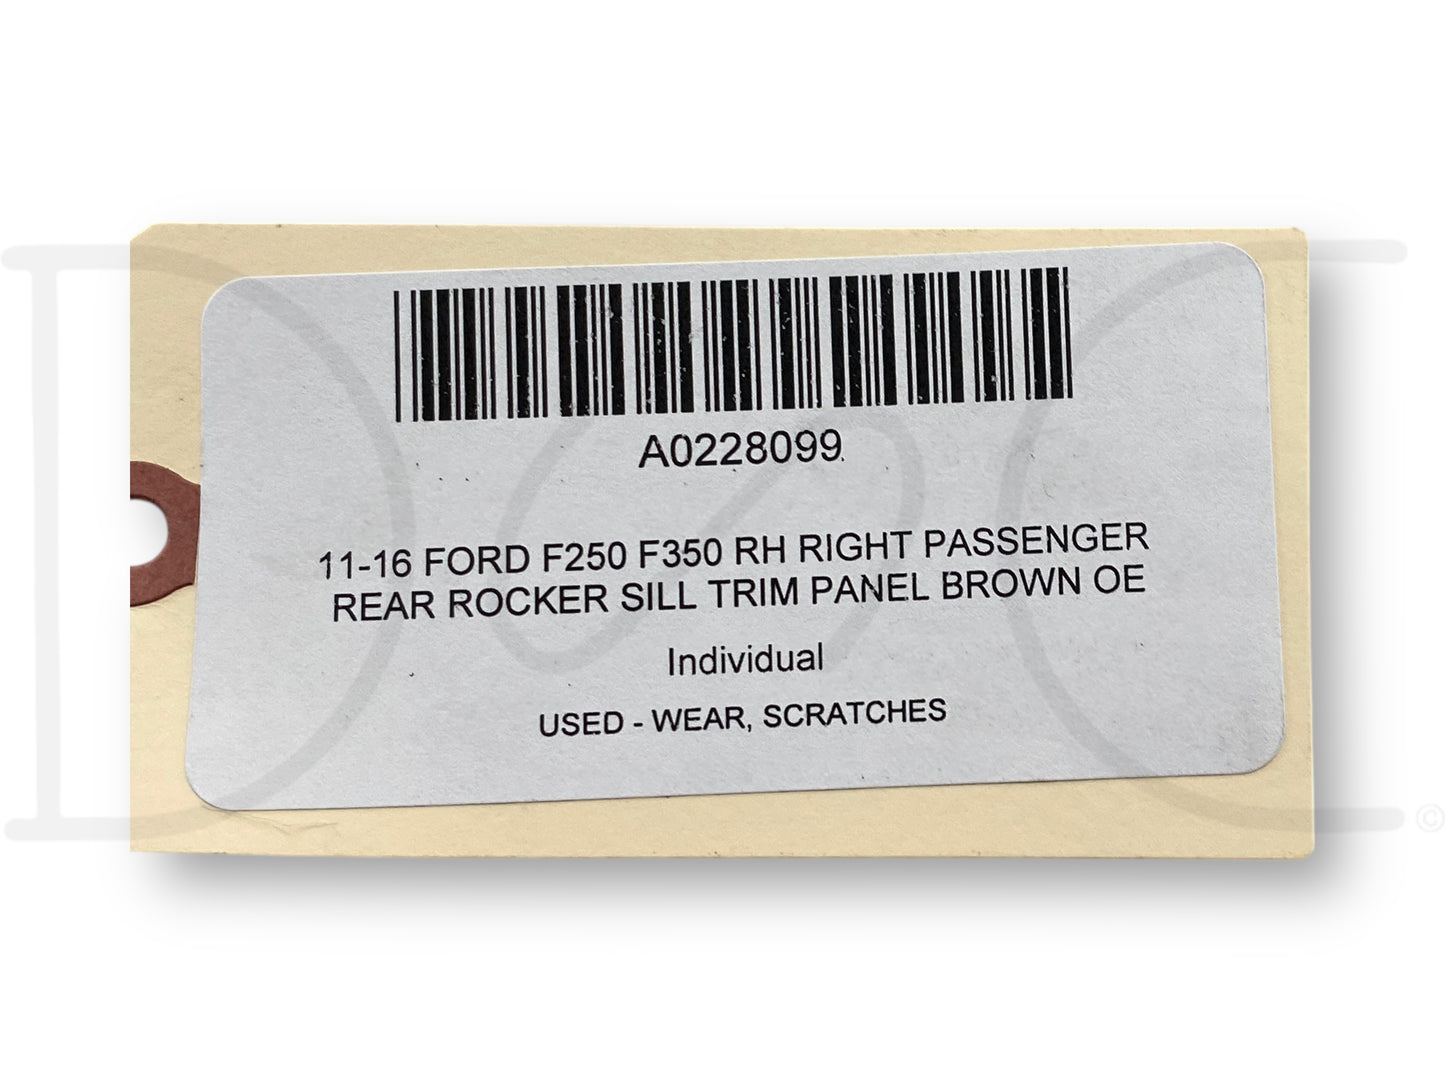 A0228099
11-16 FORD F250 F350 RH RIGHT PASSENGER
REAR ROCKER SILL TRIM PANEL BROWN OE
Individual
USED - WEAR, SCRATCHES
©